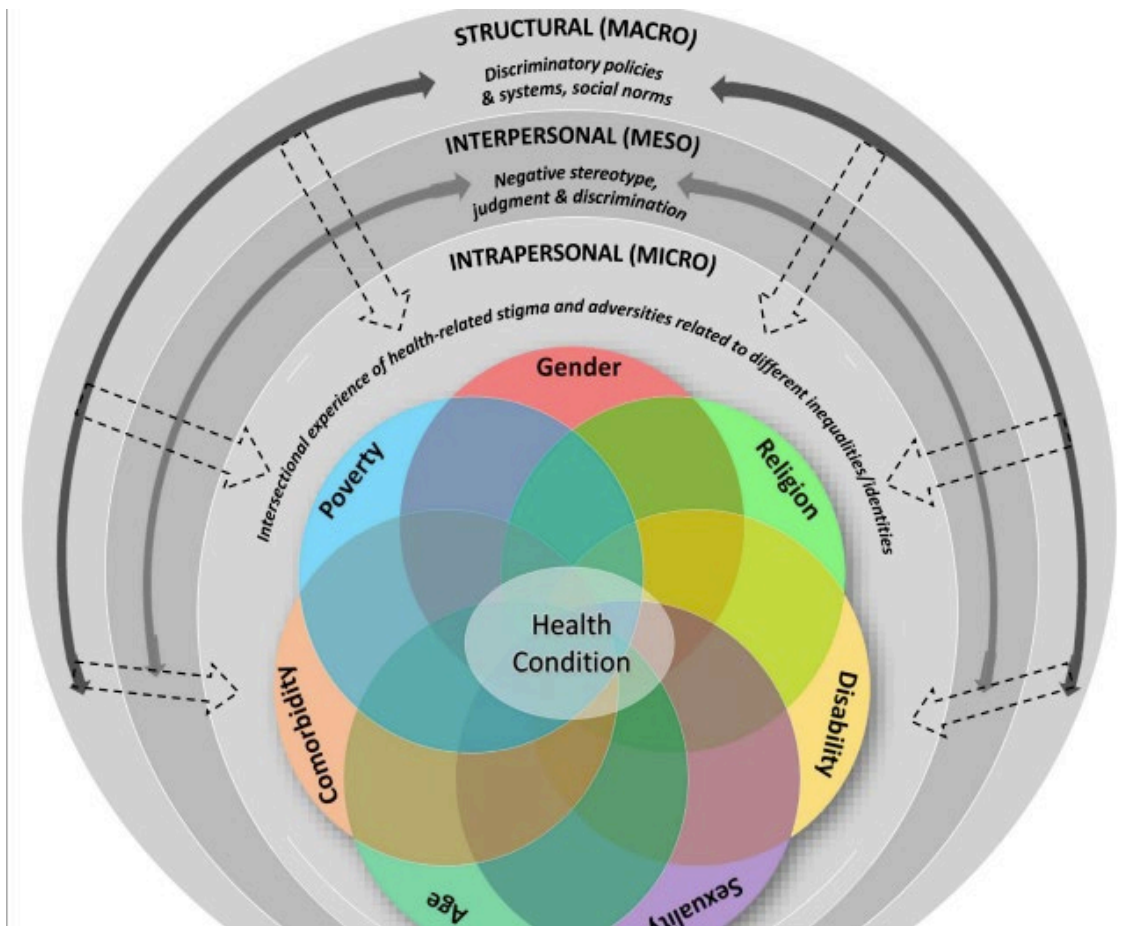 STRUCTURAL (MACRO)
Discriminatory policies
& systems, social norms
INTERPERSONAL (MESO)
Negative stereotype,
judgment & discrimination
INTRAPERSONAL (MICRO)
Intersectional experience of health-related stigma and adversities related to different inequalities/identities
Gender
Poverty
Religion
Health
Condition
Comorbidity
Disability
Age
Sexuality